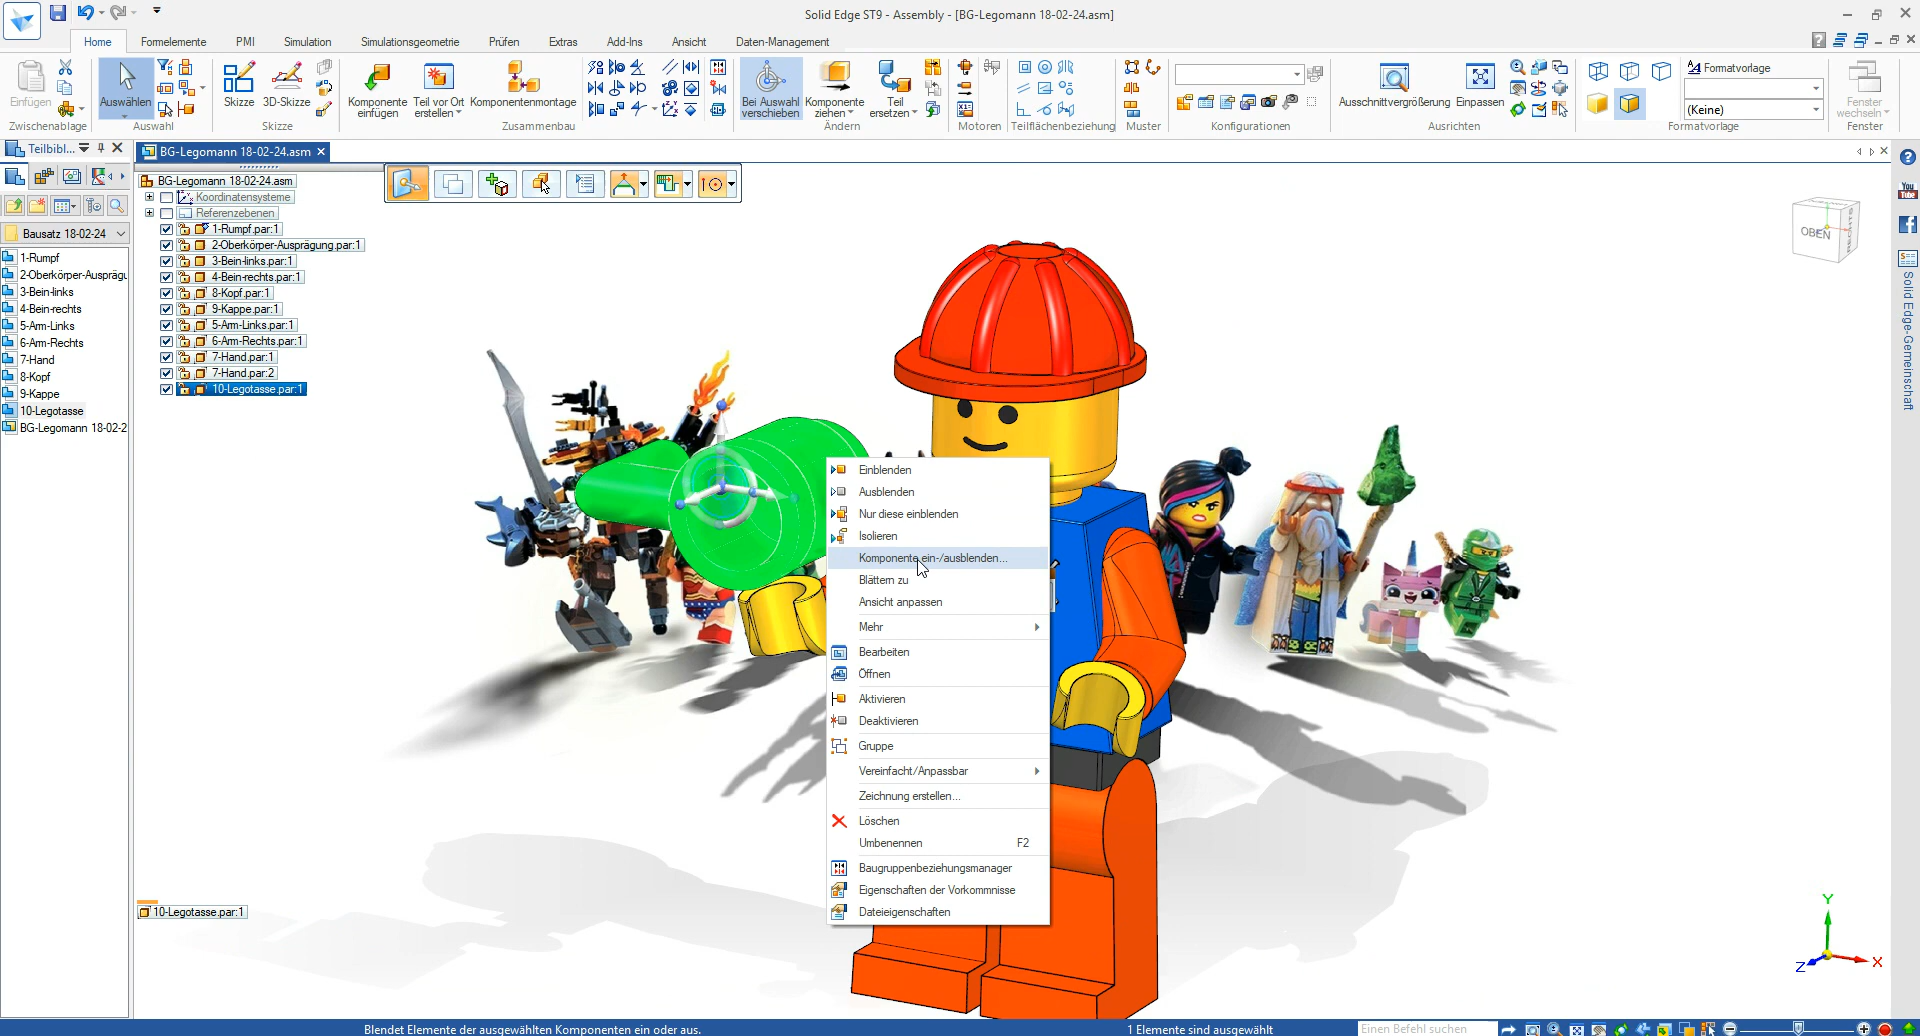 Solid Edge ST9 - Assembly - [BG-Legomann 18-02-24.asm]
Home Formelemente PMI Simulation Simulationsgeometrie Prüfen Extras Add-Ins Ansicht Daten-Management
Einfügen
Zwischenablage
Auswählen
Auswahl
Skizze 3D-Skizze
Skizze
Komponente einfügen
Teil vor Ort erstellen
Komponentenmontage
Zusammenbau
Bei Auswahl verschieben
Komponente ziehen
Teil ersetzen
Ändern
Motoren
Teilflächenbeziehung
Muster
Konfigurationen
Ausschnittvergrößerung Einpassen
Ausrichten
Formatvorlage
(Keine)
Formatvorlage
Fenster wechseln
Fenster
Teilbibl...
BG-Legomann 18-02-24.asm
Bausatz 18-02-24
1-Rumpf
2-Oberkörper-Ausprägu
3-Bein-links
4-Bein-rechts
5-Arm-Links
6-Arm-Rechts
7-Hand
8-Kopf
9-Kappe
10-Legotasse
BG-Legomann 18-02-2
BG-Legomann 18-02-24.asm
Koordinatensysteme
Referenzebenen
1-Rumpf.par:1
2-Oberkörper-Ausprägung.par:1
3-Bein-links.par:1
4-Bein-rechts.par:1
8-Kopf.par:1
9-Kappe.par:1
5-Arm-Links.par:1
6-Arm-Rechts.par:1
7-Hand.par:1
7-Hand.par:2
10-Legotasse.par:1
Einblenden
Ausblenden
Nur diese einblenden
Isolieren
Komponente ein-/ausblenden...
Blättern zu
Ansicht anpassen
Mehr
Bearbeiten
Öffnen
Aktivieren
Deaktivieren
Gruppe
Vereinfacht/Anpassbar
Zeichnung erstellen...
Löschen
Umbenennen F2
Baugruppenbeziehungsmanager
Eigenschaften der Vorkommnisse
Dateieigenschaften
OBEN
RECHTS
You
Tube
Solid Edge-Gemeinschaft
10-Legotasse.par:1
Y
Z
X
Blendet Elemente der ausgewählten Komponenten ein oder aus.
1 Elemente sind ausgewählt
Einen Befehl suchen